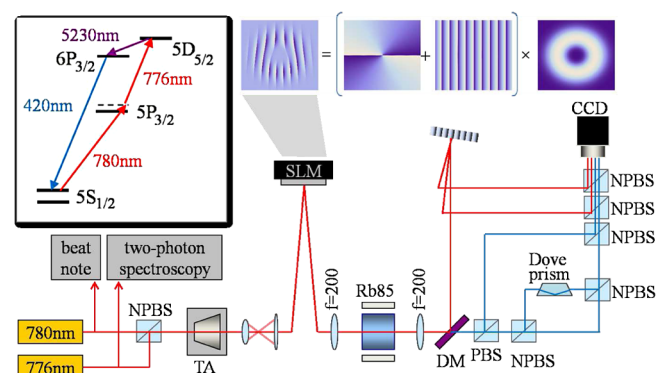 5230nm
6P3/2
5D5/2
776nm
420nm
5P3/2
780nm
5S1/2
=
+
×
CCD
SLM
NPBS
NPBS
NPBS
beat
note
two-photon
spectroscopy
f=200
Rb85
f=200
Dove
prism
NPBS
NPBS
780nm
776nm
TA
DM
PBS
NPBS